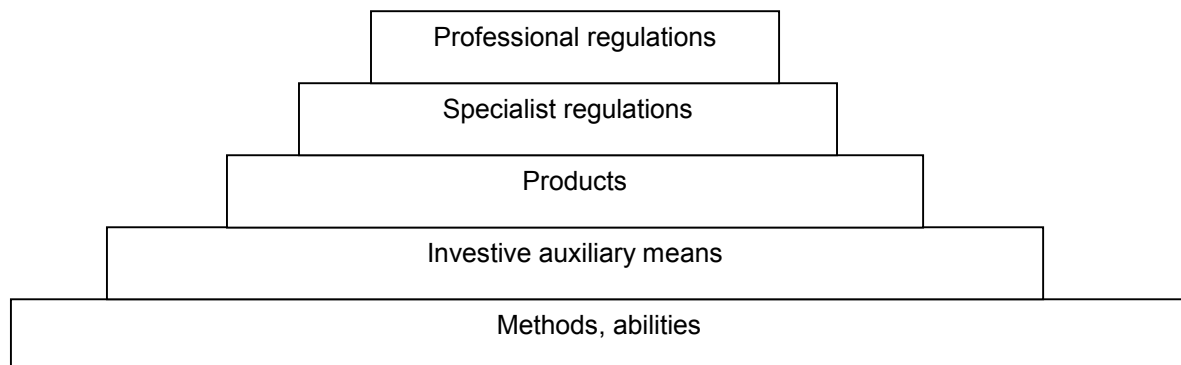 Professional regulations
Specialist regulations
Products
Investive auxiliary means
Methods, abilities